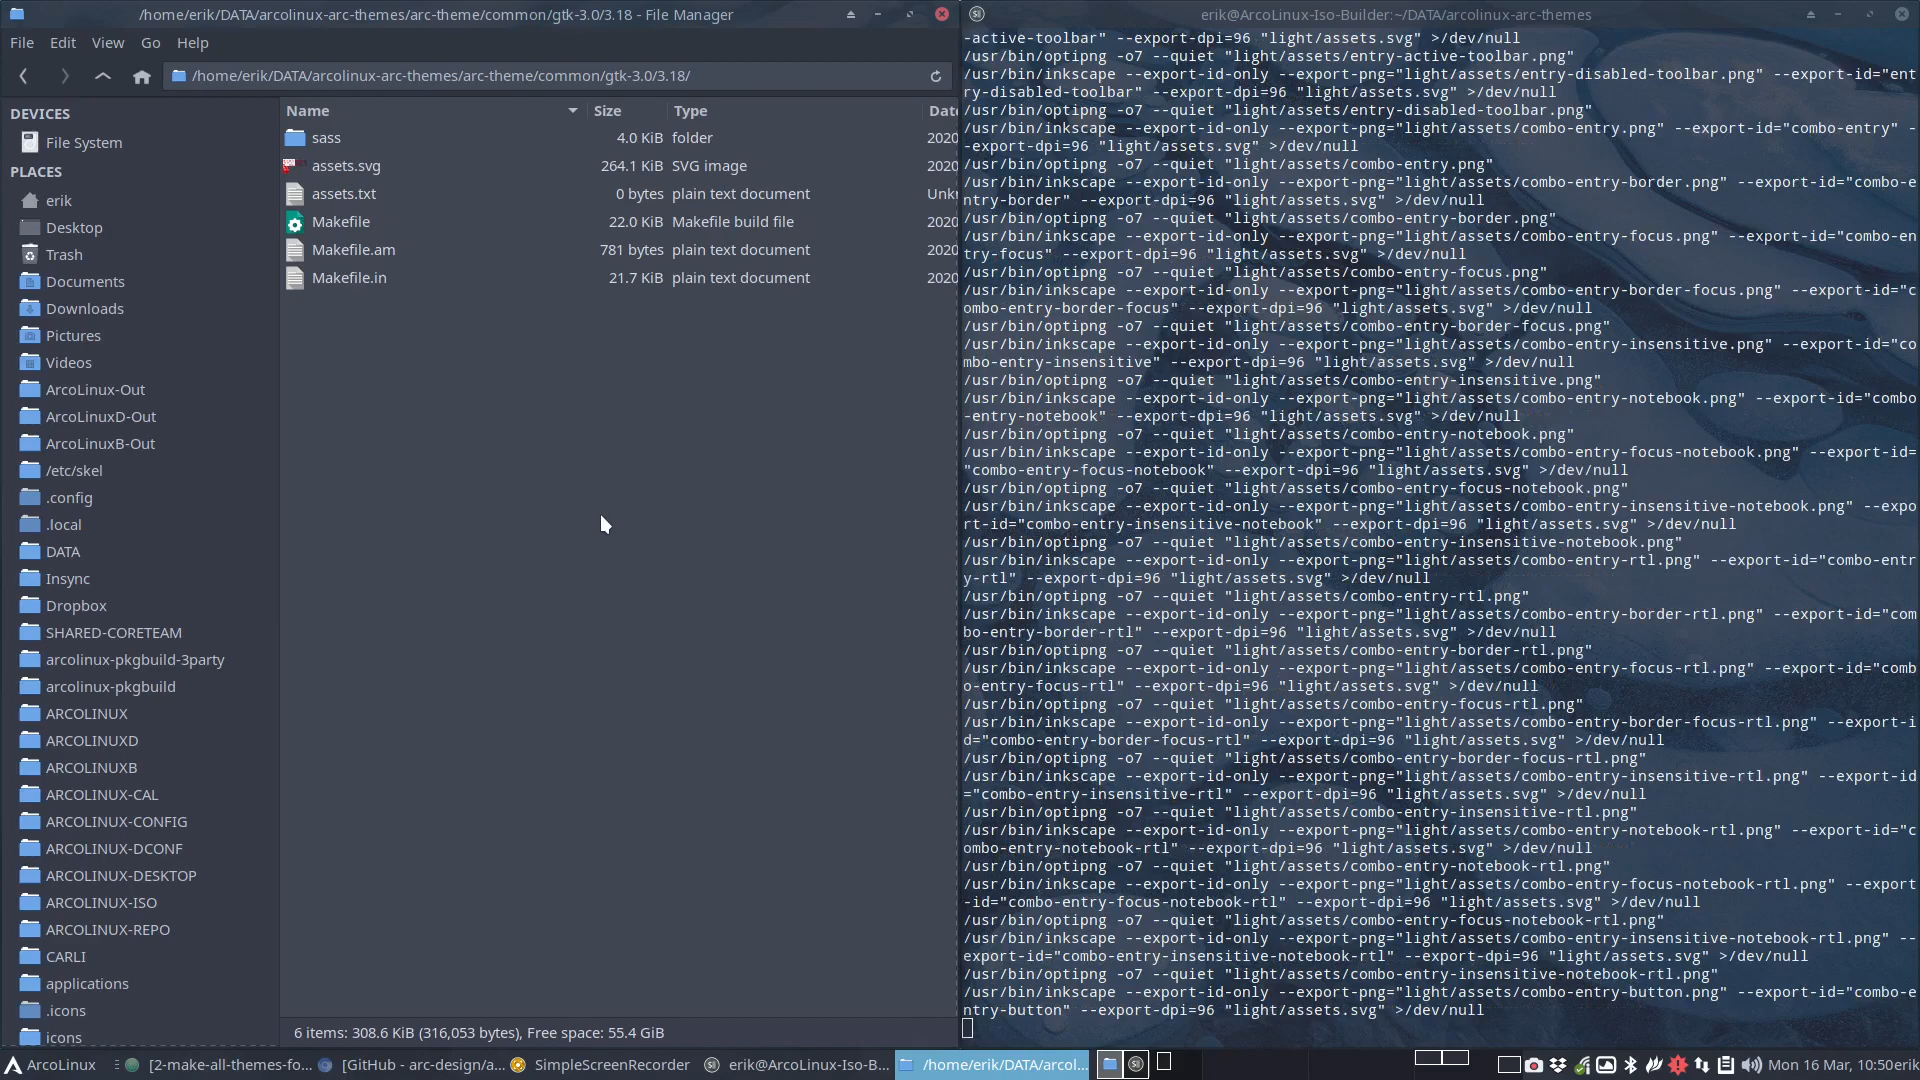 /home/erik/DATA/arcolinux-arc-themes/arc-theme/common/gtk-3.0/3.18 - File Manager
File Edit View Go Help
/home/erik/DATA/arcolinux-arc-themes/arc-theme/common/gtk-3.0/3.18/
DEVICES
File System
PLACES
erik
Desktop
Trash
Documents
Downloads
Pictures
Videos
ArcoLinux-Out
ArcoLinuxD-Out
ArcoLinuxB-Out
/etc/skel
.config
.local
DATA
Insync
Dropbox
SHARED-CORETEAM
arcolinux-pkgbuild-3party
arcolinux-pkgbuild
ARCOLINUX
ARCOLINUXD
ARCOLINUXB
ARCOLINUX-CAL
ARCOLINUX-CONFIG
ARCOLINUX-DCONF
ARCOLINUX-DESKTOP
ARCOLINUX-ISO
ARCOLINUX-REPO
CARLI
applications
.icons
icons
Name Size Type Date
sass 4.0 KiB folder 2020
assets.svg 264.1 KiB SVG image 2020
assets.txt 0 bytes plain text document Unk
Makefile 22.0 KiB Makefile build file 2020
Makefile.am 781 bytes plain text document 2020
Makefile.in 21.7 KiB plain text document 2020
6 items: 308.6 KiB (316,053 bytes), Free space: 55.4 GiB
erik@ArcoLinux-Iso-Builder:~/DATA/arcolinux-arc-themes
-active-toolbar" --export-dpi=96 "light/assets.svg" >/dev/null
/usr/bin/optipng -o7 --quiet "light/assets/entry-active-toolbar.png"
/usr/bin/inkscape --export-id-only --export-png="light/assets/entry-disabled-toolbar.png" --export-id="ent
ry-disabled-toolbar" --export-dpi=96 "light/assets.svg" >/dev/null
/usr/bin/optipng -o7 --quiet "light/assets/entry-disabled-toolbar.png"
/usr/bin/inkscape --export-id-only --export-png="light/assets/combo-entry.png" --export-id="combo-entry" -
-export-dpi=96 "light/assets.svg" >/dev/null
/usr/bin/optipng -o7 --quiet "light/assets/combo-entry.png"
/usr/bin/inkscape --export-id-only --export-png="light/assets/combo-entry-border.png" --export-id="combo-e
ntry-border" --export-dpi=96 "light/assets.svg" >/dev/null
/usr/bin/optipng -o7 --quiet "light/assets/combo-entry-border.png"
/usr/bin/inkscape --export-id-only --export-png="light/assets/combo-entry-focus.png" --export-id="combo-en
try-focus" --export-dpi=96 "light/assets.svg" >/dev/null
/usr/bin/optipng -o7 --quiet "light/assets/combo-entry-focus.png"
/usr/bin/inkscape --export-id-only --export-png="light/assets/combo-entry-border-focus.png" --export-id="c
ombo-entry-border-focus" --export-dpi=96 "light/assets.svg" >/dev/null
/usr/bin/optipng -o7 --quiet "light/assets/combo-entry-border-focus.png"
/usr/bin/inkscape --export-id-only --export-png="light/assets/combo-entry-insensitive.png" --export-id="co
mbo-entry-insensitive" --export-dpi=96 "light/assets.svg" >/dev/null
/usr/bin/optipng -o7 --quiet "light/assets/combo-entry-insensitive.png"
/usr/bin/inkscape --export-id-only --export-png="light/assets/combo-entry-notebook.png" --export-id="combo
-entry-notebook" --export-dpi=96 "light/assets.svg" >/dev/null
/usr/bin/optipng -o7 --quiet "light/assets/combo-entry-notebook.png"
/usr/bin/inkscape --export-id-only --export-png="light/assets/combo-entry-focus-notebook.png" --export-id=
"combo-entry-focus-notebook" --export-dpi=96 "light/assets.svg" >/dev/null
/usr/bin/optipng -o7 --quiet "light/assets/combo-entry-focus-notebook.png"
/usr/bin/inkscape --export-id-only --export-png="light/assets/combo-entry-insensitive-notebook.png" --expo
rt-id="combo-entry-insensitive-notebook" --export-dpi=96 "light/assets.svg" >/dev/null
/usr/bin/optipng -o7 --quiet "light/assets/combo-entry-insensitive-notebook.png"
/usr/bin/inkscape --export-id-only --export-png="light/assets/combo-entry-rtl.png" --export-id="combo-entr
y-rtl" --export-dpi=96 "light/assets.svg" >/dev/null
/usr/bin/optipng -o7 --quiet "light/assets/combo-entry-rtl.png"
/usr/bin/inkscape --export-id-only --export-png="light/assets/combo-entry-border-rtl.png" --export-id="com
bo-entry-border-rtl" --export-dpi=96 "light/assets.svg" >/dev/null
/usr/bin/optipng -o7 --quiet "light/assets/combo-entry-border-rtl.png"
/usr/bin/inkscape --export-id-only --export-png="light/assets/combo-entry-focus-rtl.png" --export-id="comb
o-entry-focus-rtl" --export-dpi=96 "light/assets.svg" >/dev/null
/usr/bin/optipng -o7 --quiet "light/assets/combo-entry-focus-rtl.png"
/usr/bin/inkscape --export-id-only --export-png="light/assets/combo-entry-border-focus-rtl.png" --export-i
d="combo-entry-border-focus-rtl" --export-dpi=96 "light/assets.svg" >/dev/null
/usr/bin/optipng -o7 --quiet "light/assets/combo-entry-border-focus-rtl.png"
/usr/bin/inkscape --export-id-only --export-png="light/assets/combo-entry-insensitive-rtl.png" --export-id
="combo-entry-insensitive-rtl" --export-dpi=96 "light/assets.svg" >/dev/null
/usr/bin/optipng -o7 --quiet "light/assets/combo-entry-insensitive-rtl.png"
/usr/bin/inkscape --export-id-only --export-png="light/assets/combo-entry-notebook-rtl.png" --export-id="c
ombo-entry-notebook-rtl" --export-dpi=96 "light/assets.svg" >/dev/null
/usr/bin/optipng -o7 --quiet "light/assets/combo-entry-notebook-rtl.png"
/usr/bin/inkscape --export-id-only --export-png="light/assets/combo-entry-focus-notebook-rtl.png" --export
-id="combo-entry-focus-notebook-rtl" --export-dpi=96 "light/assets.svg" >/dev/null
/usr/bin/optipng -o7 --quiet "light/assets/combo-entry-focus-notebook-rtl.png"
/usr/bin/inkscape --export-id-only --export-png="light/assets/combo-entry-insensitive-notebook-rtl.png" --
export-id="combo-entry-insensitive-notebook-rtl" --export-dpi=96 "light/assets.svg" >/dev/null
/usr/bin/optipng -o7 --quiet "light/assets/combo-entry-insensitive-notebook-rtl.png"
/usr/bin/inkscape --export-id-only --export-png="light/assets/combo-entry-button.png" --export-id="combo-e
ntry-button" --export-dpi=96 "light/assets.svg" >/dev/null
ArcoLinux [2-make-all-themes-fo... [GitHub - arc-design/a... SimpleScreenRecorder erik@ArcoLinux-Iso-B... /home/erik/DATA/arcol... Mon 16 Mar, 10:50 erik